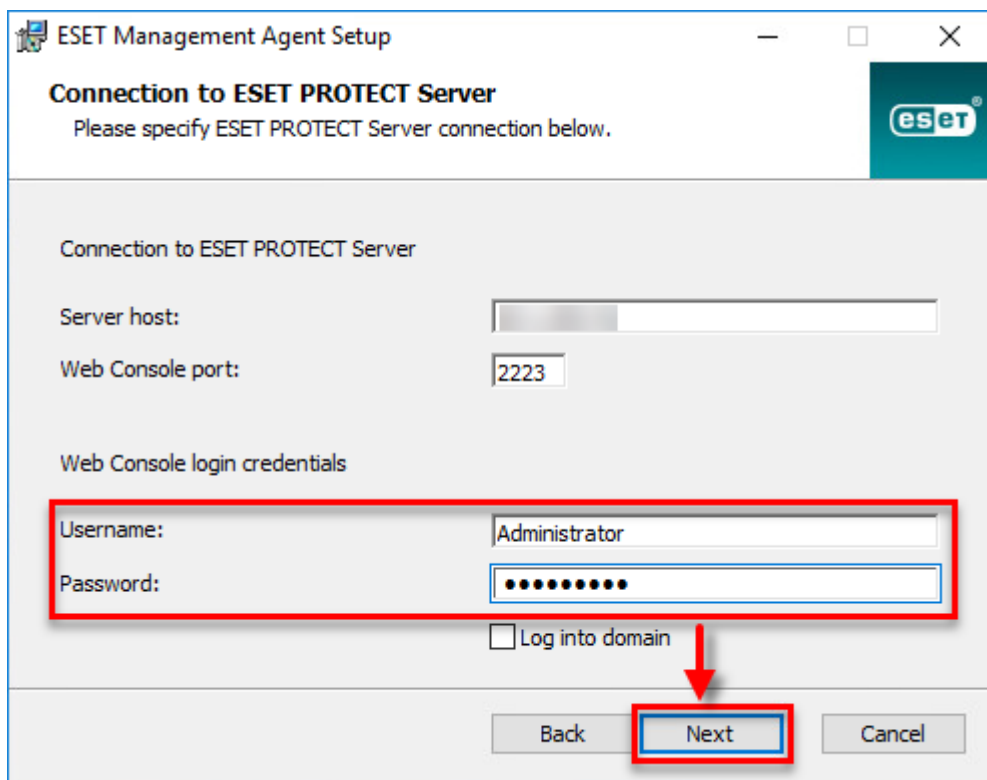 ESET Management Agent Setup
Connection to ESET PROTECT Server
Please specify ESET PROTECT Server connection below.
eseT®
Connection to ESET PROTECT Server
Server host:
Web Console port: 2223
Web Console login credentials
Username: Administrator
Password: •••••••••
Log into domain
Back Next Cancel